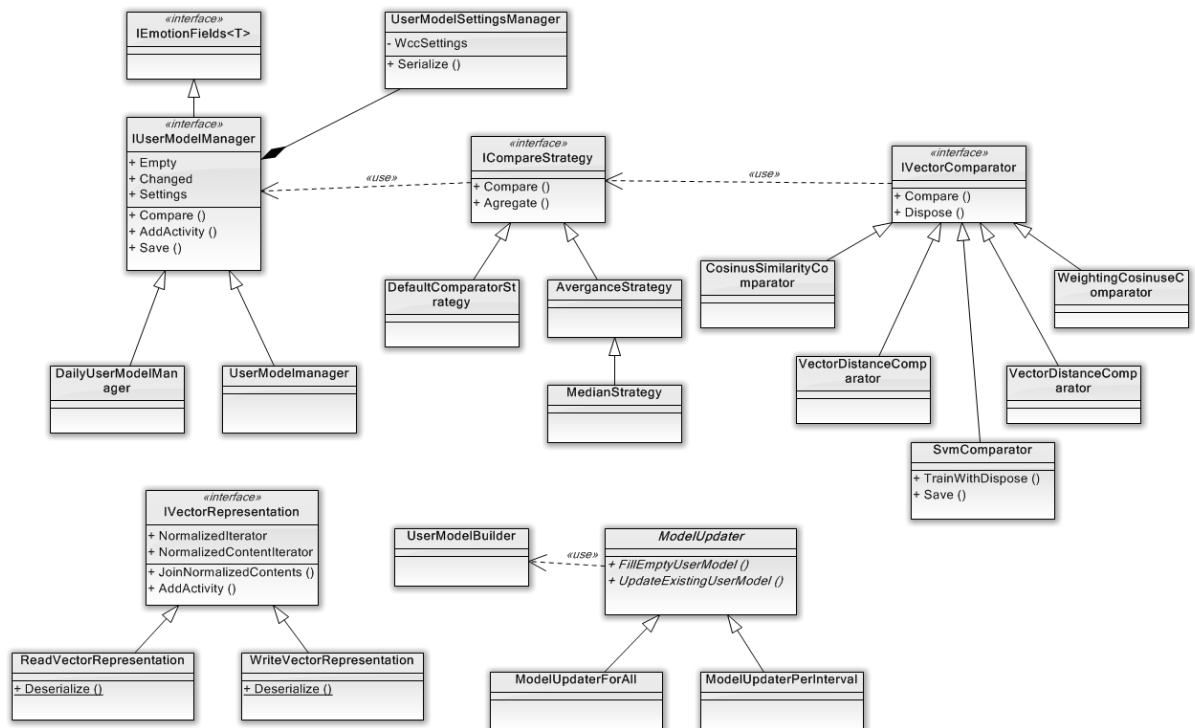 «interface»
IEmotionFields<T>
UserModelSettingsManager
- WccSettings
+ Serialize ()
«interface»
IUserModelManager
+ Empty
+ Changed
+ Settings
+ Compare ()
+ AddActivity ()
+ Save ()
«use»
«interface»
ICompareStrategy
+ Compare ()
+ Agregate ()
«use»
«interface»
IVectorComparator
+ Compare ()
+ Dispose ()
DefaultComparatorSt
rategy
AverganceStrategy
CosinusSimilarityCo
mparator
WeightingCosinuseC
omparator
DailyUserModelMan
ager
UserModelmanager
MedianStrategy
VectorDistanceComp
arator
VectorDistanceComp
arator
SvmComparator
+ TrainWithDispose ()
+ Save ()
«interface»
IVectorRepresentation
+ NormalizedIterator
+ NormalizedContentIterator
+ JoinNormalizedContents ()
+ AddActivity ()
UserModelBuilder
«use»
ModelUpdater
+ FillEmptyUserModel ()
+ UpdateExistingUserModel ()
ReadVectorRepresentation
+ Deserialize ()
WriteVectorRepresentation
+ Deserialize ()
ModelUpdaterForAll
ModelUpdaterPerInterval